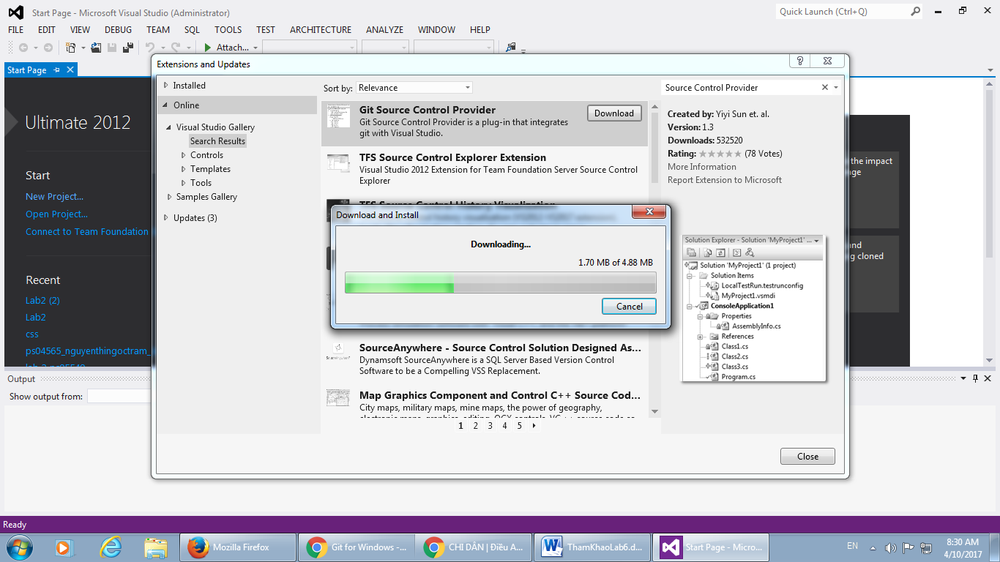 Start Page - Microsoft Visual Studio (Administrator)
Quick Launch (Ctrl+Q)
FILE EDIT VIEW DEBUG TEAM SQL TOOLS TEST ARCHITECTURE ANALYZE WINDOW HELP
Attach...
Start Page
Ultimate 2012
Start
New Project...
Open Project...
Connect to Team Foundation
Recent
Lab2 (2)
Lab2
css
ps04565_nguyenthingoctram_
the impact
nge
und
g cloned
Extensions and Updates
Installed
Online
Visual Studio Gallery
Search Results
Controls
Templates
Tools
Samples Gallery
Updates (3)
Sort by: Relevance
Git Source Control Provider
Git Source Control Provider is a plug-in that integrates
git with Visual Studio.
Download
TFS Source Control Explorer Extension
Visual Studio 2012 Extension for Team Foundation Server Source Control
Explorer
TFS Source Control History Visualization
Download and Install
Downloading...
1.70 MB of 4.88 MB
Cancel
SourceAnywhere - Source Control Solution Designed As...
Dynamsoft SourceAnywhere is a SQL Server Based Version Control
Software to be a Compelling VSS Replacement.
Map Graphics Component and Control C++ Source Cod...
City maps, military maps, mine maps, the power of geography,
1 2 3 4 5
Source Control Provider
Created by: Yiyi Sun et. al.
Version: 1.3
Downloads: 532520
Rating: (78 Votes)
More Information
Report Extension to Microsoft
Solution Explorer - Solution 'MyProject1' ...
Solution 'MyProject1' (1 project)
Solution Items
LocalTestRun.testrunconfig
MyProject1.vsmdi
ConsoleApplication1
Properties
AssemblyInfo.cs
References
Class1.cs
Class2.cs
Class3.cs
Program.cs
Close
Output
Show output from:
Ready
Mozilla Firefox
Git for Windows -...
CHỈ DẪN | Điều A...
ThamKhaoLab6.d...
Start Page - Micro...
EN
8:30 AM
4/10/2017